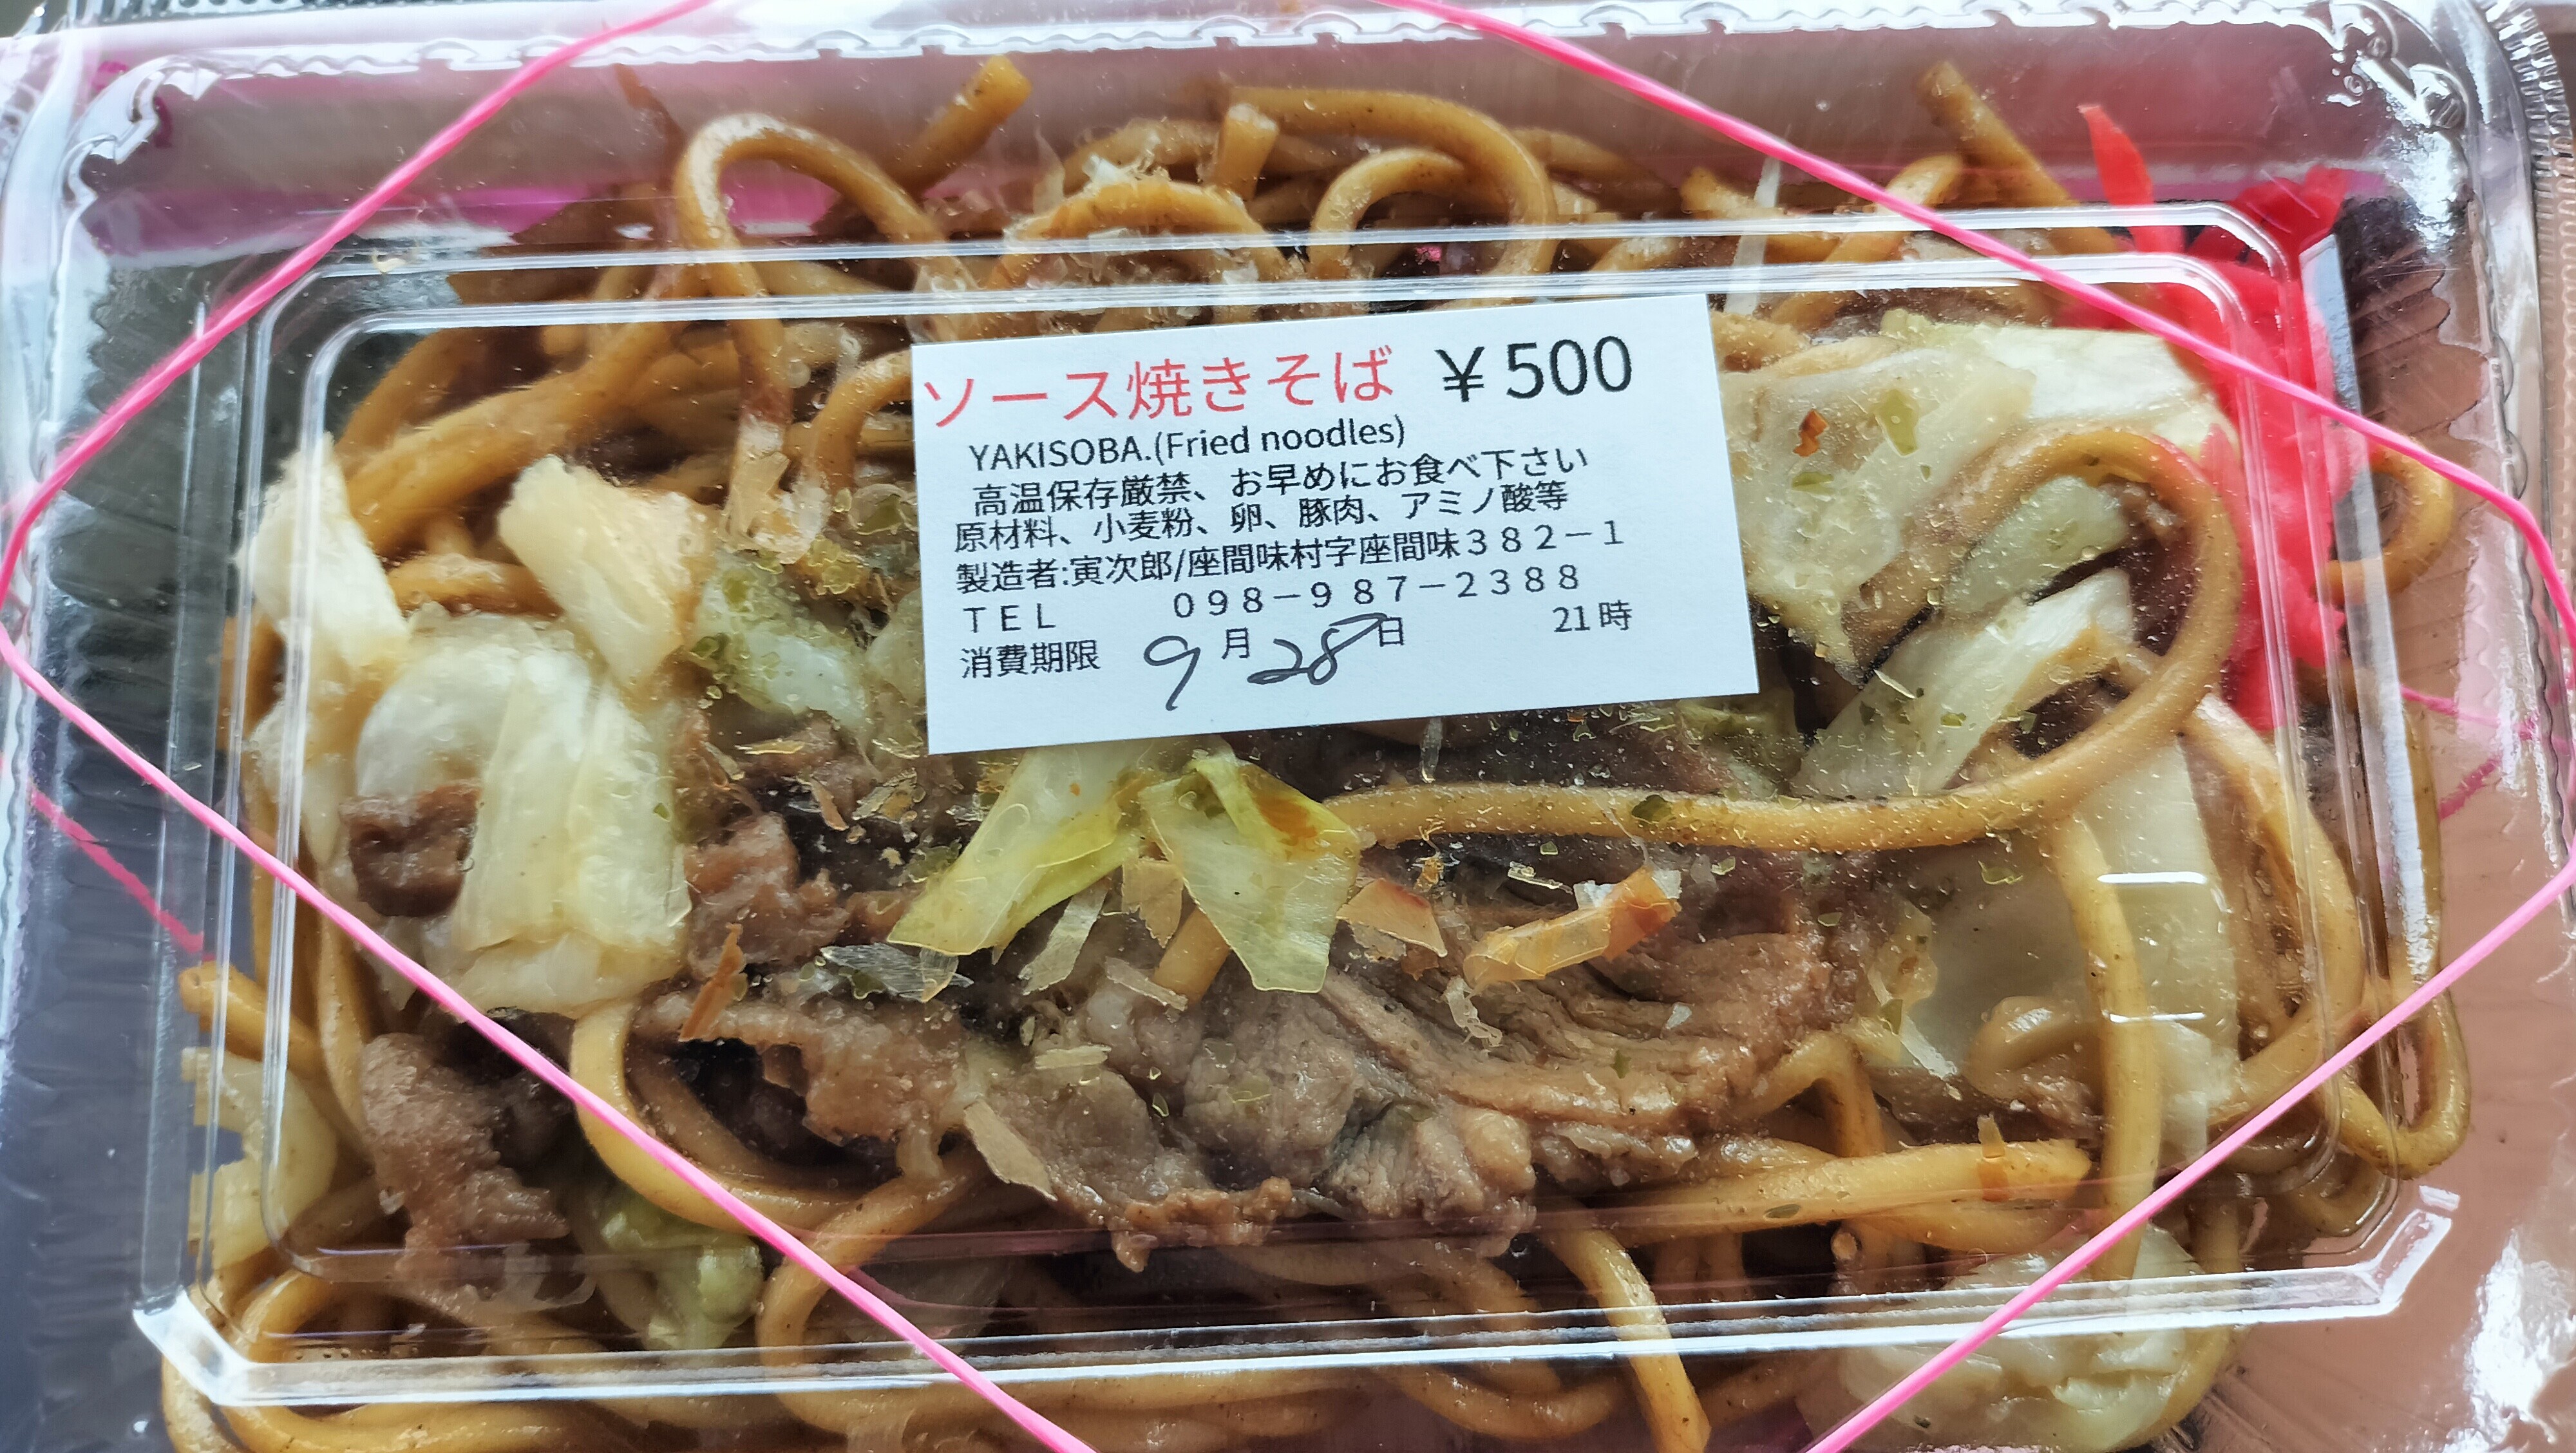 ソース焼きそば ￥500
YAKISOBA.(Fried noodles)
高温保存厳禁、お早めにお食べ下さい
原材料、小麦粉、卵、豚肉、アミノ酸等
製造者:寅次郎/座間味村字座間味３８２－１
ＴＥＬ ０９８－９８７－２３８８
消費期限 9月28日 21時